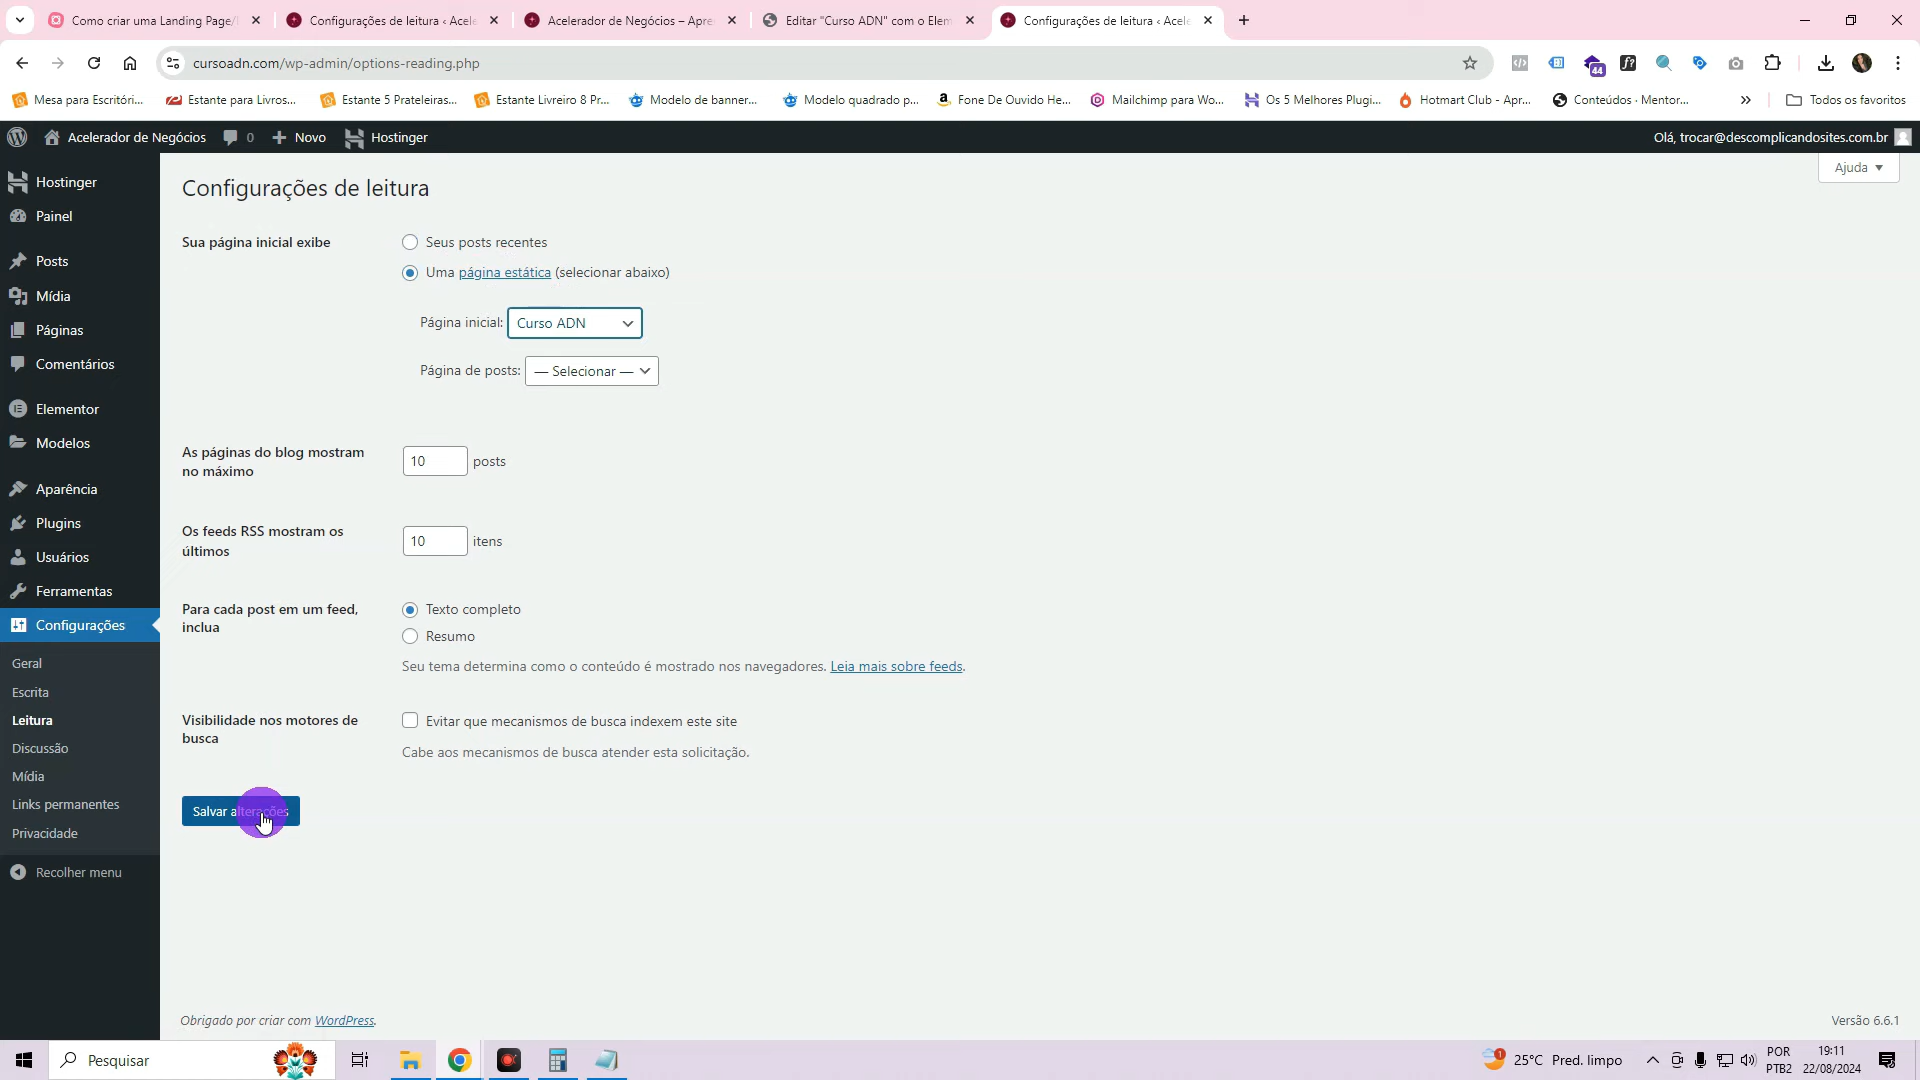 Como criar uma Landing Page/
Configurações de leitura ‹ Acele
Acelerador de Negócios – Apre
Editar "Curso ADN" com o Elem
Configurações de leitura ‹ Acele
cursoadn.com/wp-admin/options-reading.php
44
Mesa para Escritóri...
Estante para Livros...
Estante 5 Prateleiras...
Estante Livreiro 8 Pr...
Modelo de banner...
Modelo quadrado p...
Fone De Ouvido He...
Mailchimp para Wo...
Os 5 Melhores Plugi...
Hotmart Club - Apr...
Conteúdos · Mentor...
»
Todos os favoritos
Acelerador de Negócios
0
Novo
Hostinger
Olá, trocar@descomplicandosites.com.br
Ajuda
Hostinger
Painel
Posts
Mídia
Páginas
Comentários
Elementor
Modelos
Aparência
Plugins
Usuários
Ferramentas
Configurações
Geral
Escrita
Leitura
Discussão
Mídia
Links permanentes
Privacidade
Recolher menu
Configurações de leitura
Sua página inicial exibe
Seus posts recentes
Uma página estática (selecionar abaixo)
Página inicial: Curso ADN
Página de posts: — Selecionar —
As páginas do blog mostram
no máximo
10 posts
Os feeds RSS mostram os
últimos
10 itens
Para cada post em um feed,
inclua
Texto completo
Resumo
Seu tema determina como o conteúdo é mostrado nos navegadores. Leia mais sobre feeds.
Visibilidade nos motores de
busca
Evitar que mecanismos de busca indexem este site
Cabe aos mecanismos de busca atender esta solicitação.
Salvar alterações
Obrigado por criar com WordPress.
Versão 6.6.1
Pesquisar
1
25°C Pred. limpo
POR
PTB2
19:11
22/08/2024